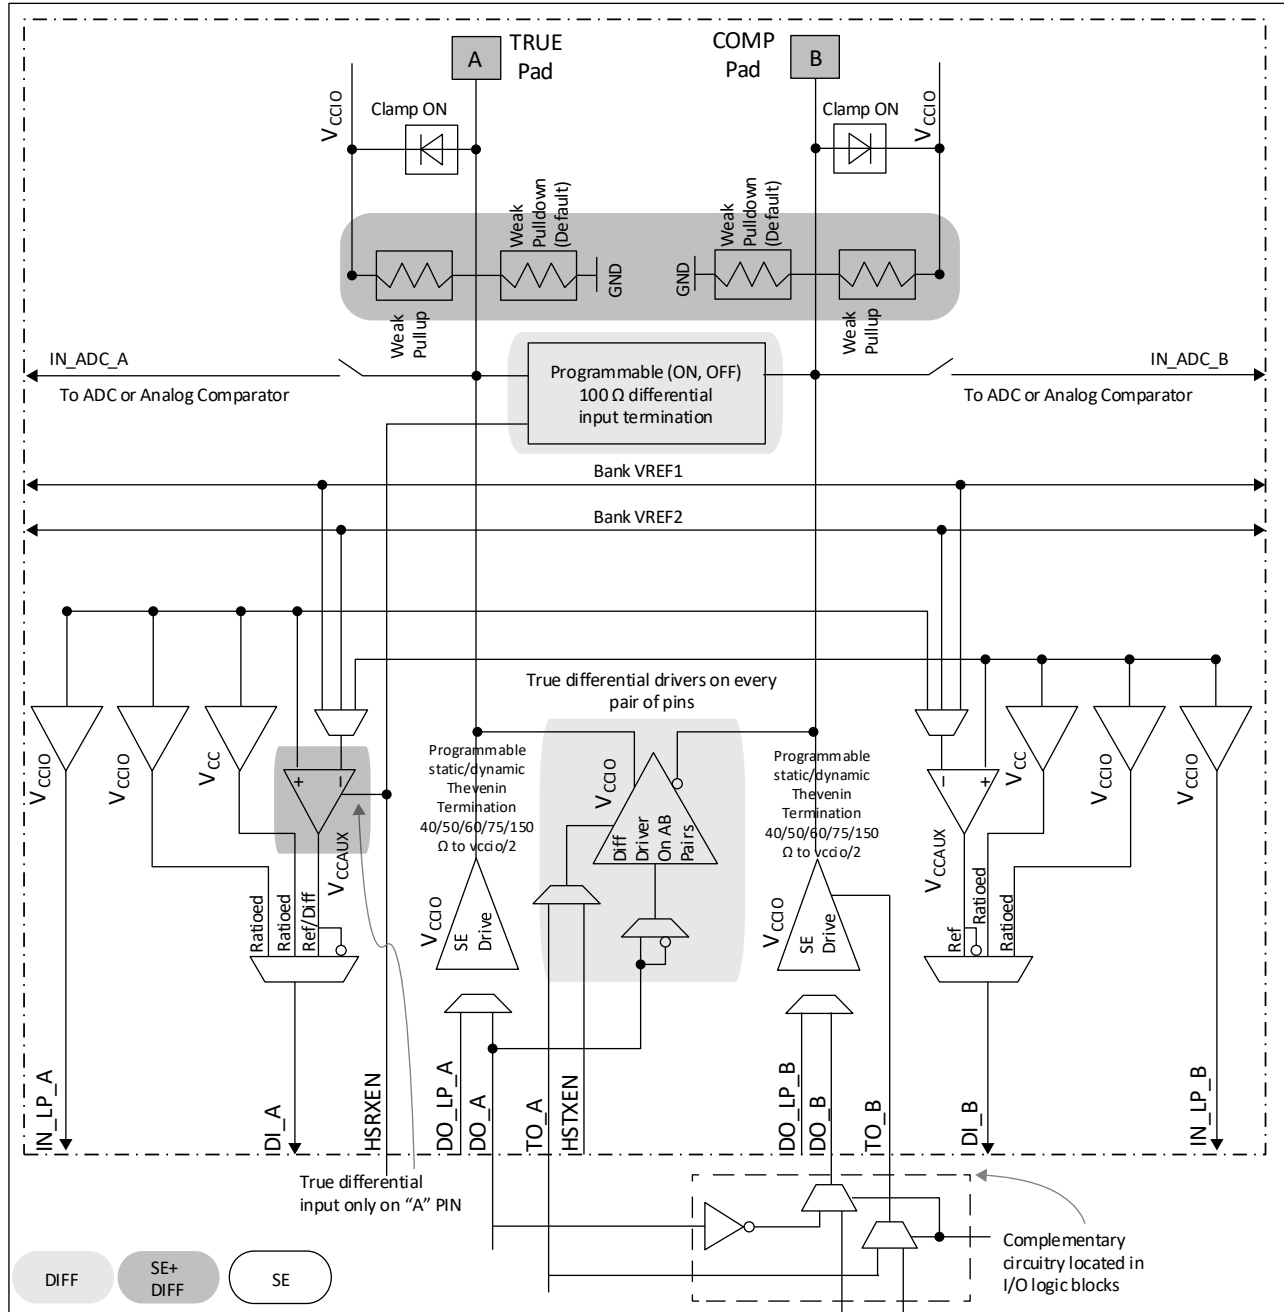 A
TRUE
Pad
COMP
Pad
B
VCCIO
Clamp ON
Clamp ON
VCCIO
Weak
Pulldown
(Default)
Weak
Pulldown
(Default)
GND
GND
Weak
Pullup
Weak
Pullup
IN_ADC_A
To ADC or Analog Comparator
Programmable (ON, OFF)
100 Ω differential
input termination
IN_ADC_B
To ADC or Analog Comparator
Bank VREF1
Bank VREF2
True differential drivers on every
pair of pins
VCCIO
VCCIO
VCC
+
−
VCCAUX
Programmable
static/dynamic
Thevenin
Termination
40/50/60/75/150
Ω to vccio/2
VCCIO
Diff
Driver
On AB
Pairs
Programmable
static/dynamic
Thevenin
Termination
40/50/60/75/150
Ω to vccio/2
−
+
VCCAUX
VCC
VCCIO
VCCIO
Ratioed
Ratioed
Ref/Diff
VCCIO
SE
Drive
VCCIO
SE
Drive
Ref
Ratioed
Ratioed
IN_LP_A
DI_A
HSRXEN
DO_LP_A
DO_A
TO_A
HSTXEN
DO_LP_B
DO_B
TO_B
DI_B
IN_LP_B
True differential
input only on “A” PIN
Complementary
circuitry located in
I/O logic blocks
DIFF
SE+
DIFF
SE